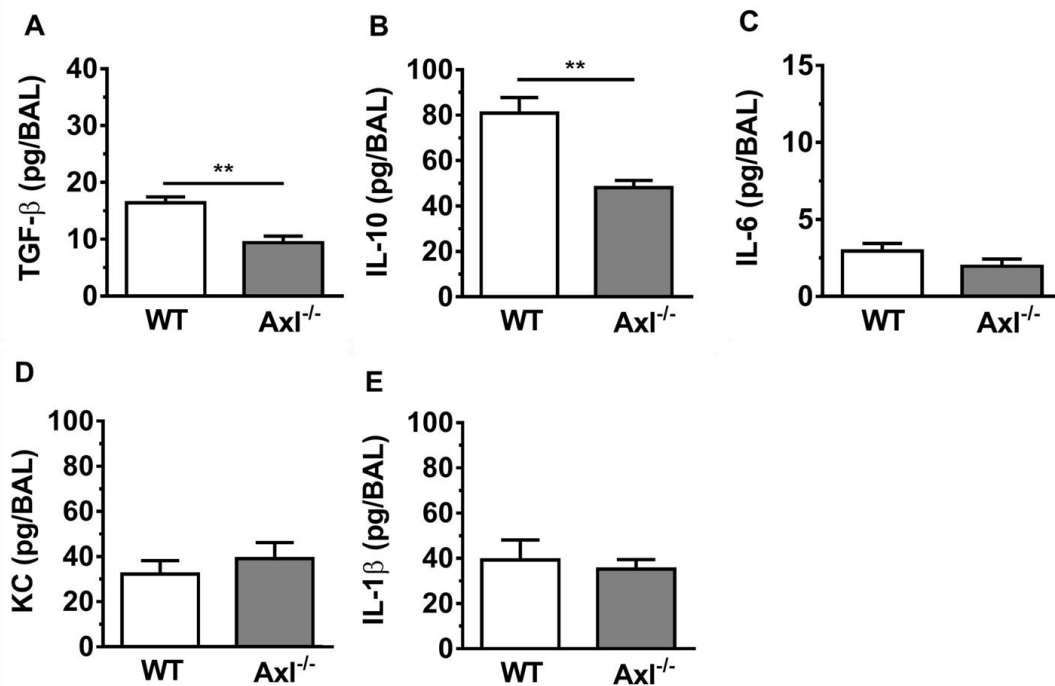 A
TGF-β (pg/BAL)
40
30
20
10
0
**
WT
Axl⁻/⁻
B
IL-10 (pg/BAL)
100
80
60
40
20
0
**
WT
Axl⁻/⁻
C
IL-6 (pg/BAL)
15
10
5
0
WT
Axl⁻/⁻
D
KC (pg/BAL)
100
80
60
40
20
0
WT
Axl⁻/⁻
E
IL-1β (pg/BAL)
100
80
60
40
20
0
WT
Axl⁻/⁻